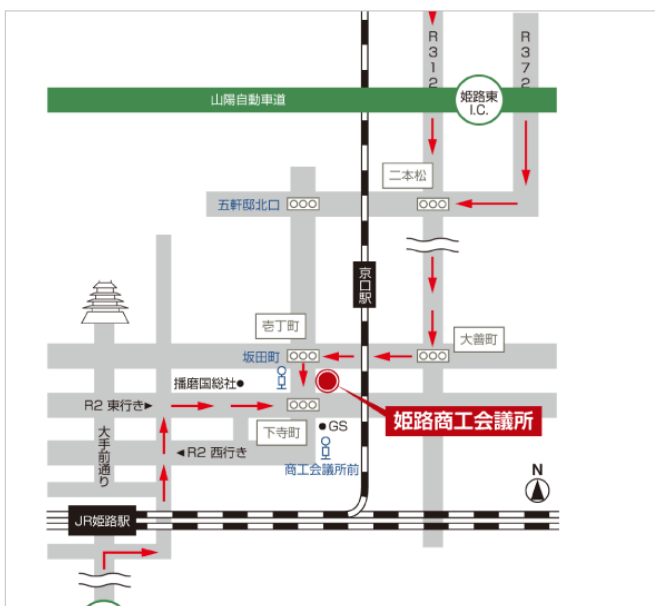 R312
R372
山陽自動車道
姫路東
I.C.
二本松
五軒邸北口
京口駅
壱丁町
大善町
坂田町
播磨国総社●
R2 東行き▶
姫路商工会議所
下寺町
●GS
大手前通り
◀R2 西行き
商工会議所前
N
JR姫路駅